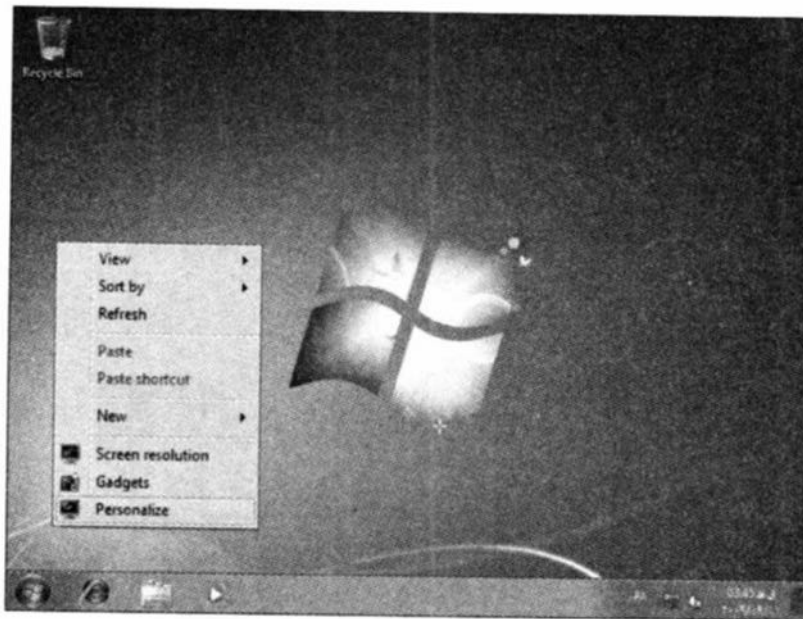 Recycle Bin
View
Sort by
Refresh
Paste
Paste shortcut
New
Screen resolution
Gadgets
Personalize